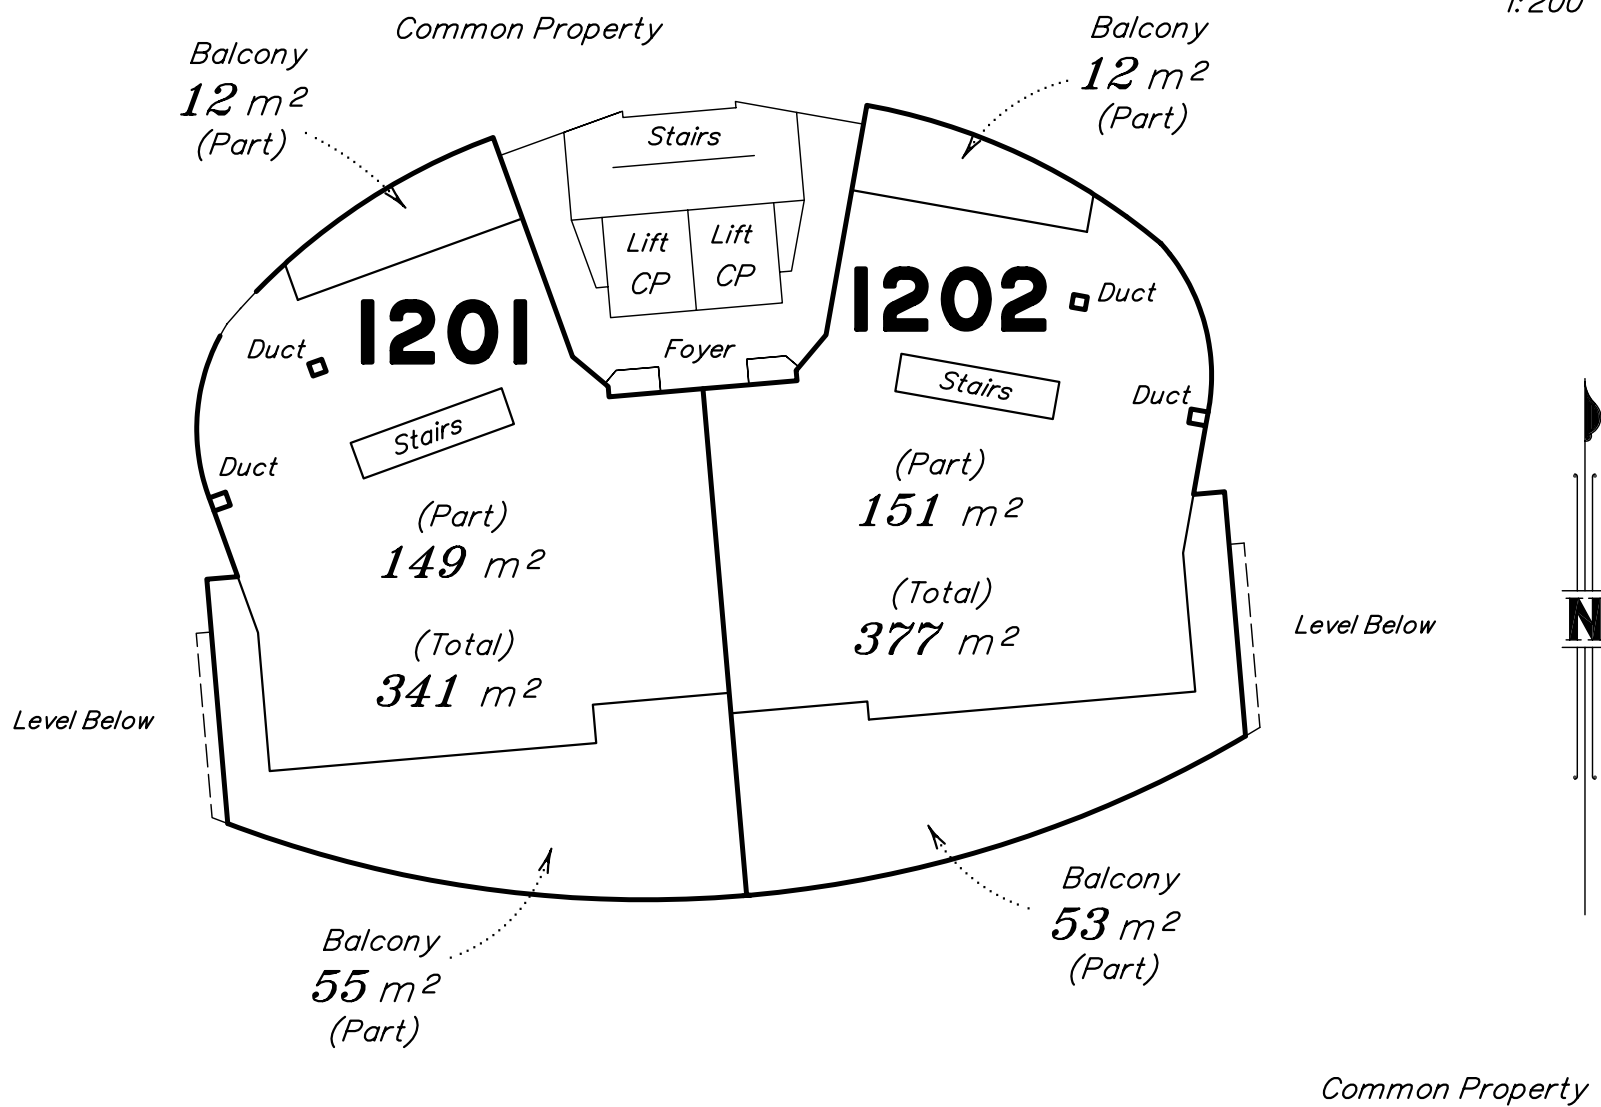 1:200
Common Property
Balcony
12 m²
(Part)
Balcony
12 m²
(Part)
Stairs
Lift
CP
Lift
CP
Foyer
1201
1202
Duct
Duct
Stairs
Stairs
Duct
Duct
(Part)
149 m²
(Total)
341 m²
(Part)
151 m²
(Total)
377 m²
Level Below
Level Below
N
Balcony
55 m²
(Part)
Balcony
53 m²
(Part)
Common Property